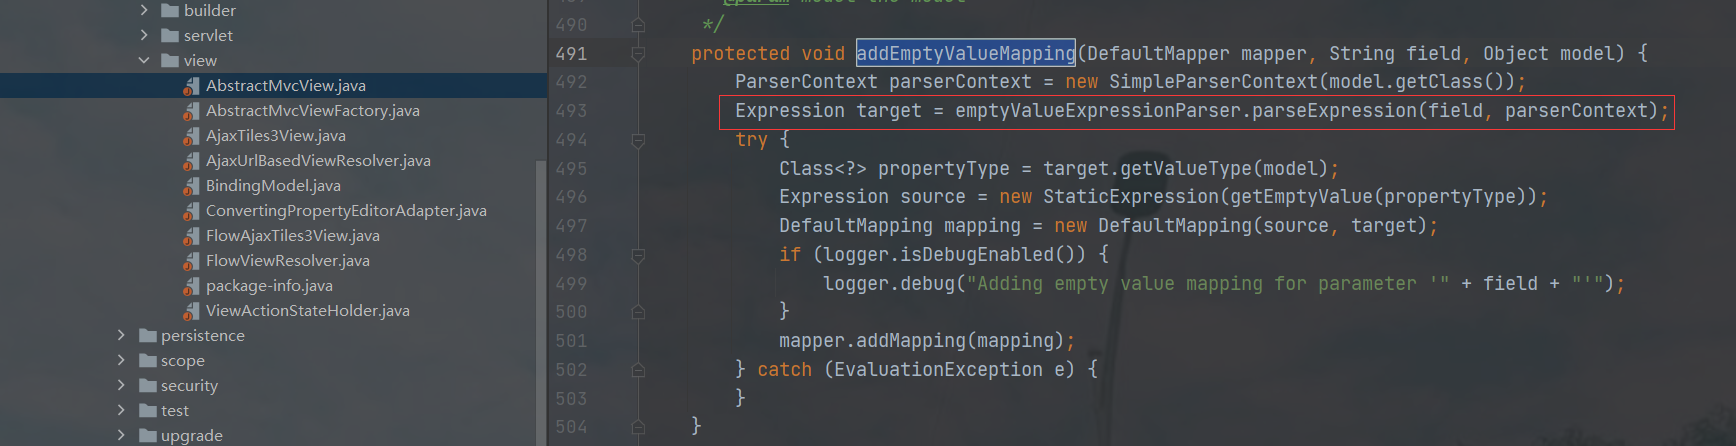 builder
servlet
view
AbstractMvcView.java
AbstractMvcViewFactory.java
AjaxTiles3View.java
AjaxUrlBasedViewResolver.java
BindingModel.java
ConvertingPropertyEditorAdapter.java
FlowAjaxTiles3View.java
FlowViewResolver.java
package-info.java
ViewActionStateHolder.java
persistence
scope
security
test
upgrade
490 */
491 protected void addEmptyValueMapping(DefaultMapper mapper, String field, Object model) {
492 ParserContext parserContext = new SimpleParserContext(model.getClass());
493 Expression target = emptyValueExpressionParser.parseExpression(field, parserContext);
494 try {
495 Class<?> propertyType = target.getValueType(model);
496 Expression source = new StaticExpression(getEmptyValue(propertyType));
497 DefaultMapping mapping = new DefaultMapping(source, target);
498 if (logger.isDebugEnabled()) {
499 logger.debug("Adding empty value mapping for parameter '" + field + "'");
500 }
501 mapper.addMapping(mapping);
502 } catch (EvaluationException e) {
503 }
504 }